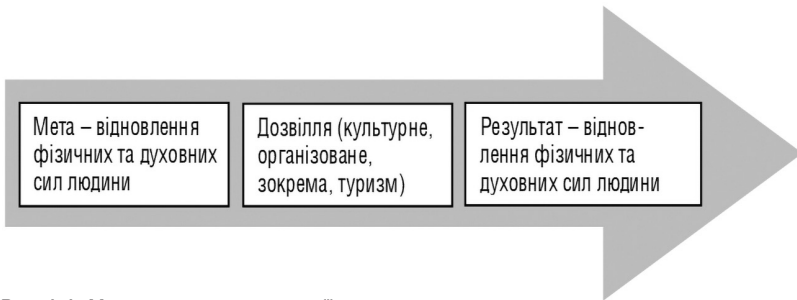 Мета – відновлення
фізичних та духовних
сил людини
Дозвілля (культурне,
організоване,
зокрема, туризм)
Результат – віднов-
лення фізичних та
духовних сил людини